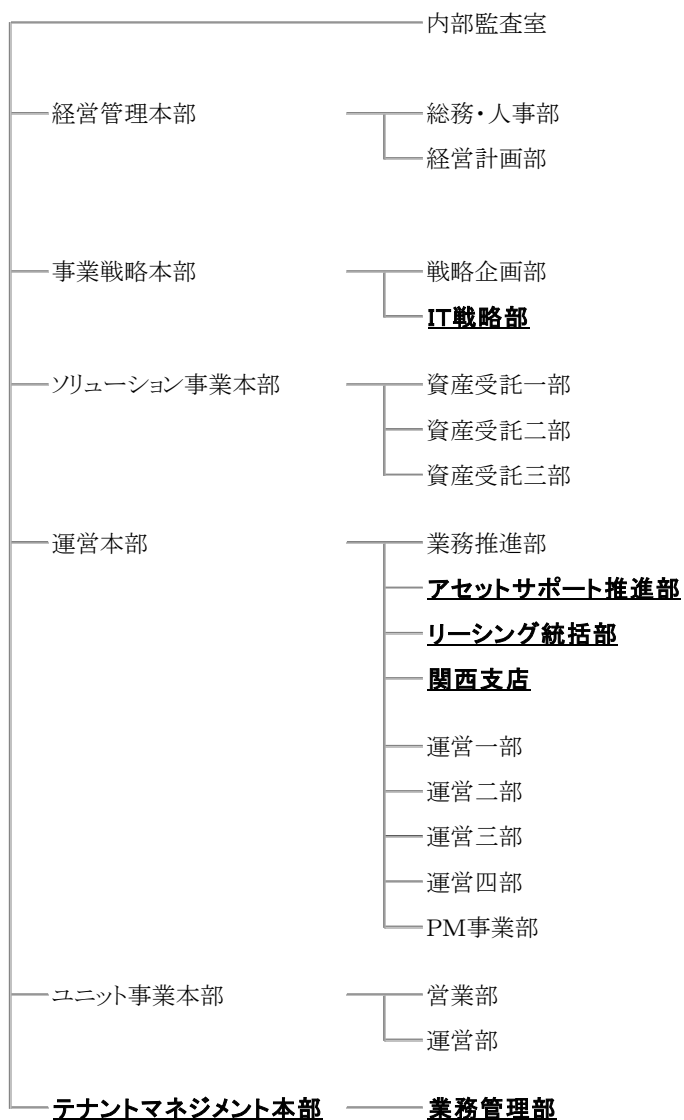 内部監査室
経営管理本部 総務・人事部
経営計画部
事業戦略本部 戦略企画部
IT戦略部
ソリューション事業本部 資産受託一部
資産受託二部
資産受託三部
運営本部 業務推進部
アセットサポート推進部
リーシング統括部
関西支店
運営一部
運営二部
運営三部
運営四部
PM事業部
ユニット事業本部 営業部
運営部
テナントマネジメント本部 業務管理部